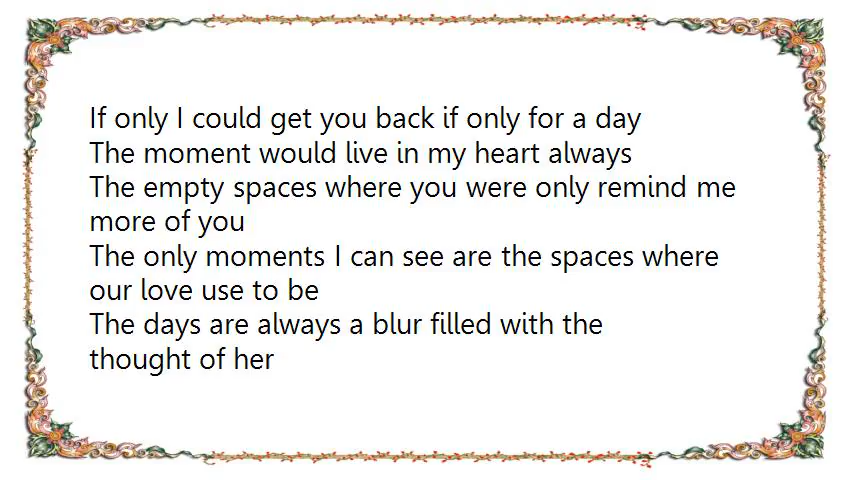 If only I could get you back if only for a day
The moment would live in my heart always
The empty spaces where you were only remind me
more of you
The only moments I can see are the spaces where
our love use to be
The days are always a blur filled with the
thought of her